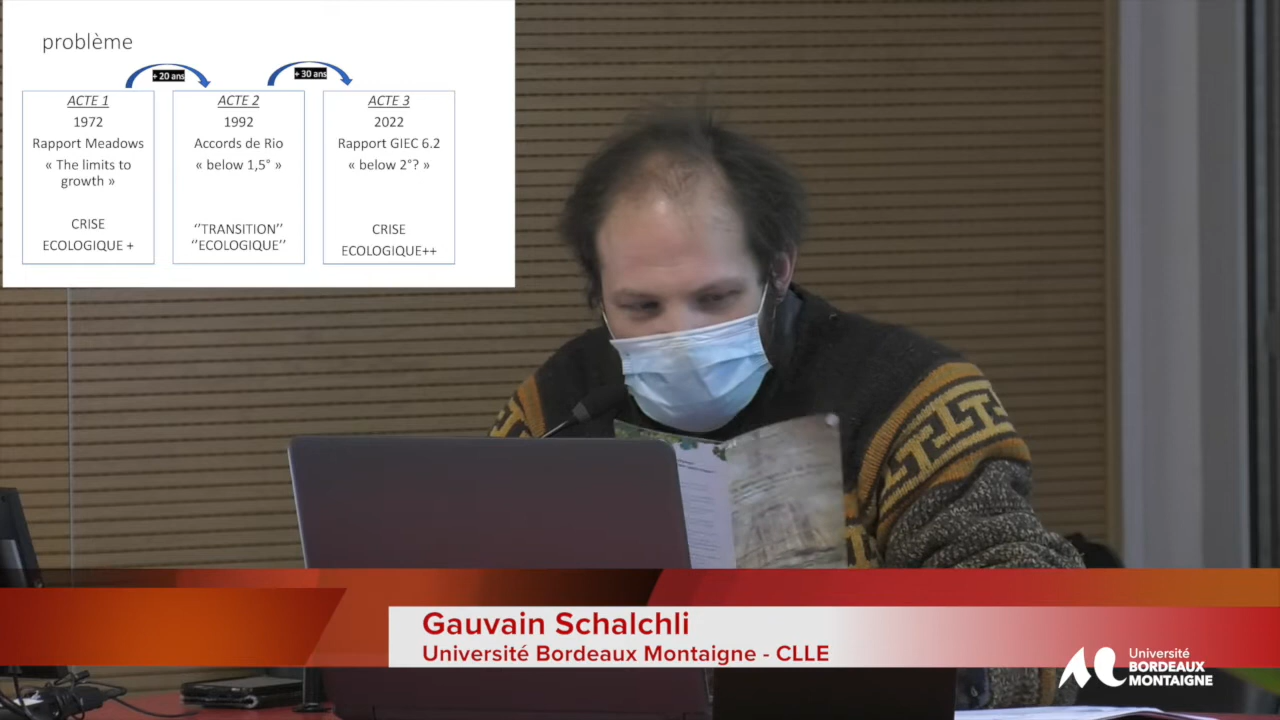 problème
+ 20 ans
+ 30 ans
ACTE 1
1972
Rapport Meadows
« The limits to
growth »
CRISE
ECOLOGIQUE +
ACTE 2
1992
Accords de Rio
« below 1,5° »
‘’TRANSITION’’
‘’ECOLOGIQUE’’
ACTE 3
2022
Rapport GIEC 6.2
« below 2°? »
CRISE
ECOLOGIQUE++
Gauvain Schalchli
Université Bordeaux Montaigne - CLLE
Université
BORDEAUX
MONTAIGNE